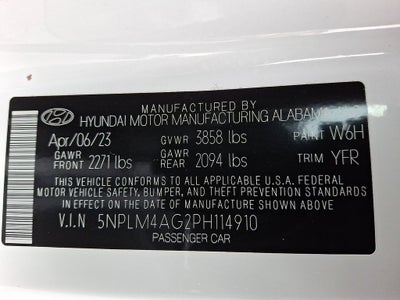 MANUFACTURED BY
HYUNDAI MOTOR MANUFACTURING
Apr/06/23 GVWR 3858 lbs PAINT W6H
GAWR GAWR
FRONT 2271 lbs REAR 2094 lbs TRIM YFR
THIS VEHICLE CONFORMS TO ALL APPLICABLE U.S.A. FEDERAL
MOTOR VEHICLE SAFETY, BUMPER, AND THEFT PREVENTION STANDARDS
IN EFFECT ON THE DATE OF MANUFACTURE SHOWN ABOVE.
V.I.N 5NPLM4AG2PH114910
PASSENGER CAR